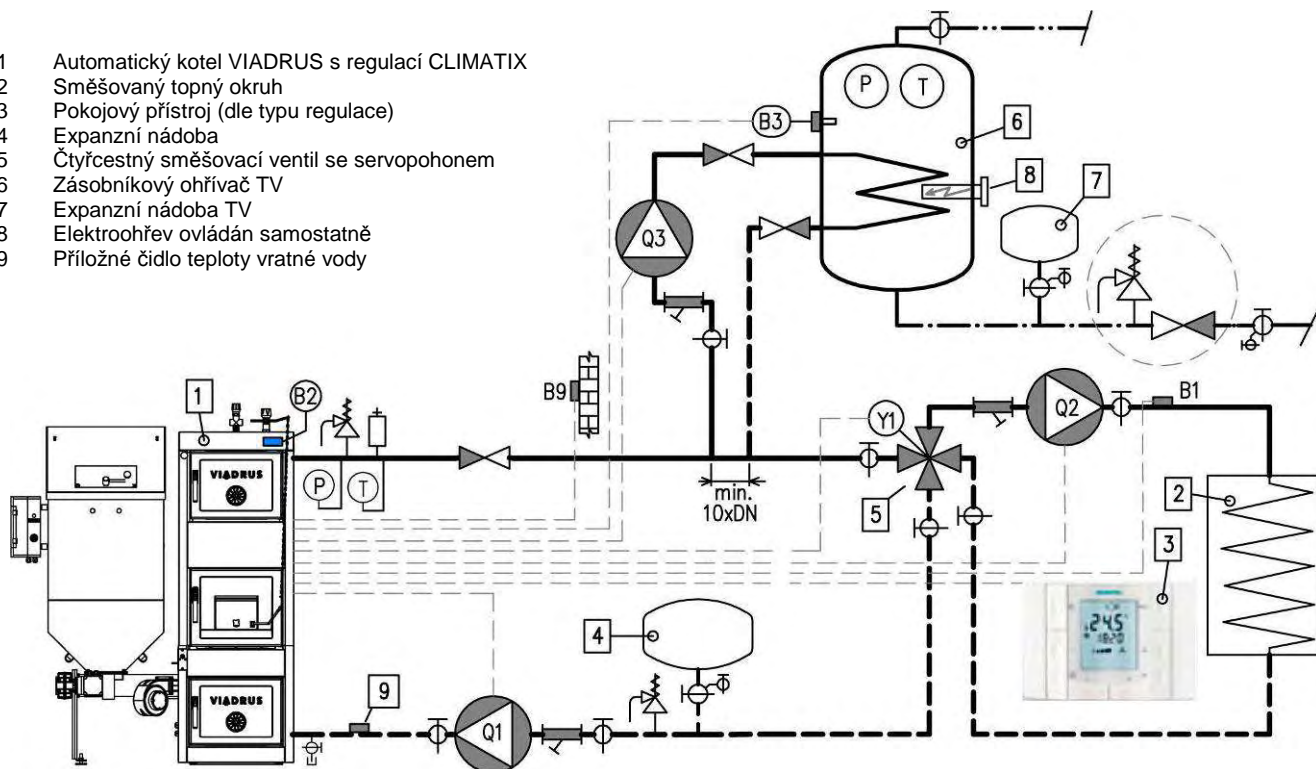 1 Automatický kotel VIADRUS s regulací CLIMATIX
2 Směšovaný topný okruh
3 Pokojový přístroj (dle typu regulace)
4 Expanzní nádoba
5 Čtyřcestný směšovací ventil se servopohonem
6 Zásobníkový ohřívač TV
7 Expanzní nádoba TV
8 Elektroohřev ovládán samostatně
9 Příložné čidlo teploty vratné vody
P T
B3
6
8
7
Q3
B9
1
B2
Y1
Q2
B1
VIADRUS
P T
min.
10xDN
5
2
3
24.5
4
9
VIADRUS
Q1